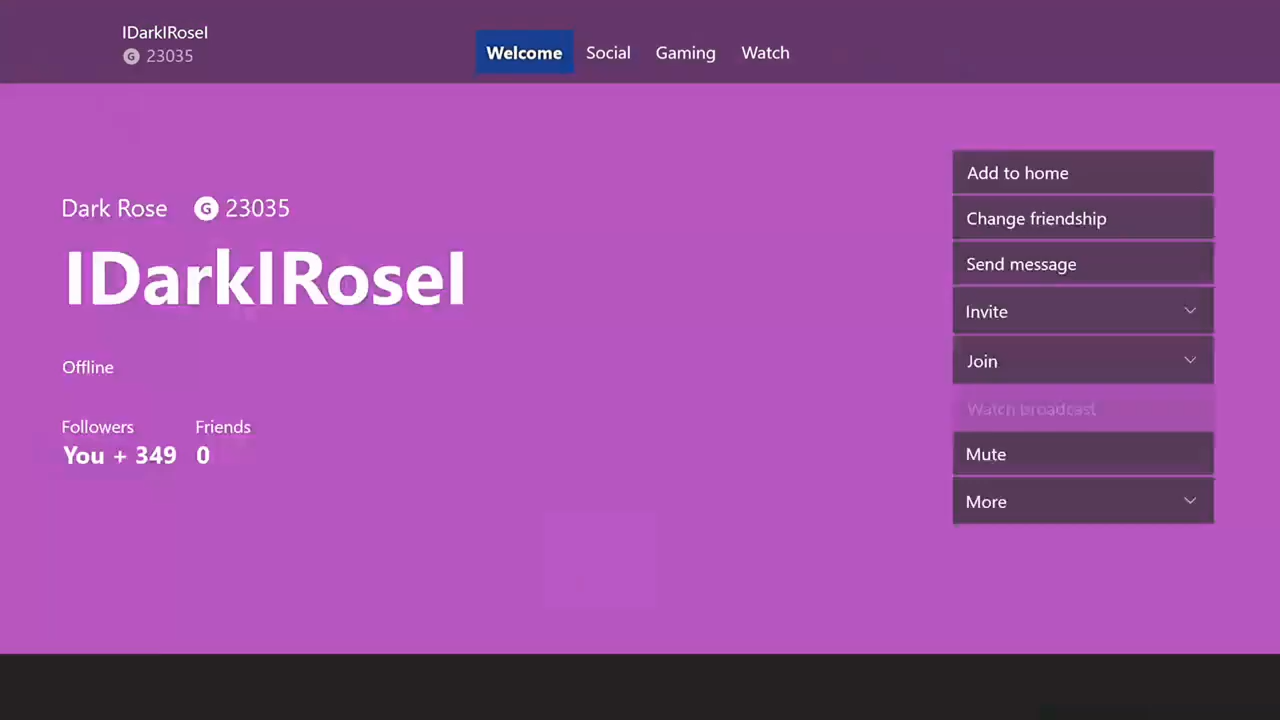 IDarkIRoseI
G 23035
Welcome Social Gaming Watch
Dark Rose G 23035
IDarkIRoseI
Offline
Followers Friends
You + 349 0
Add to home
Change friendship
Send message
Invite
Join
Watch broadcast
Mute
More